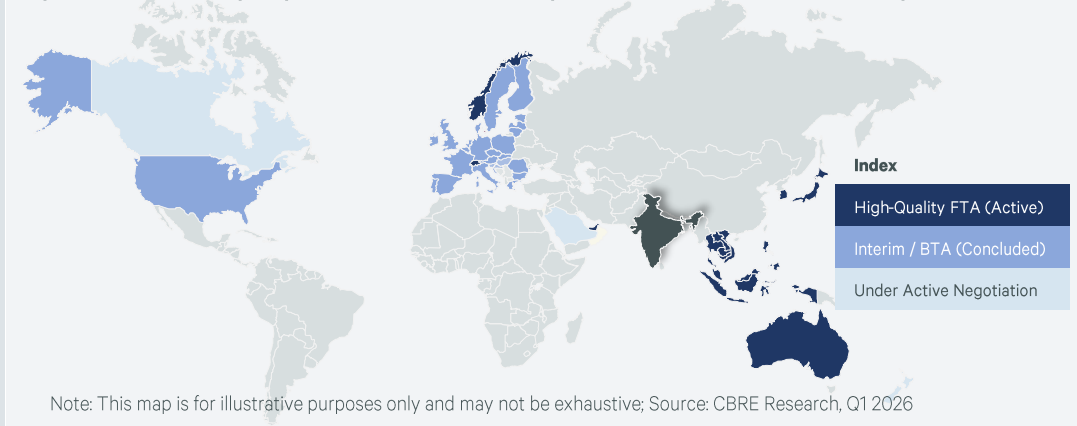 Index
High-Quality FTA (Active)
Interim / BTA (Concluded)
Under Active Negotiation
Note: This map is for illustrative purposes only and may not be exhaustive; Source: CBRE Research, Q1 2026